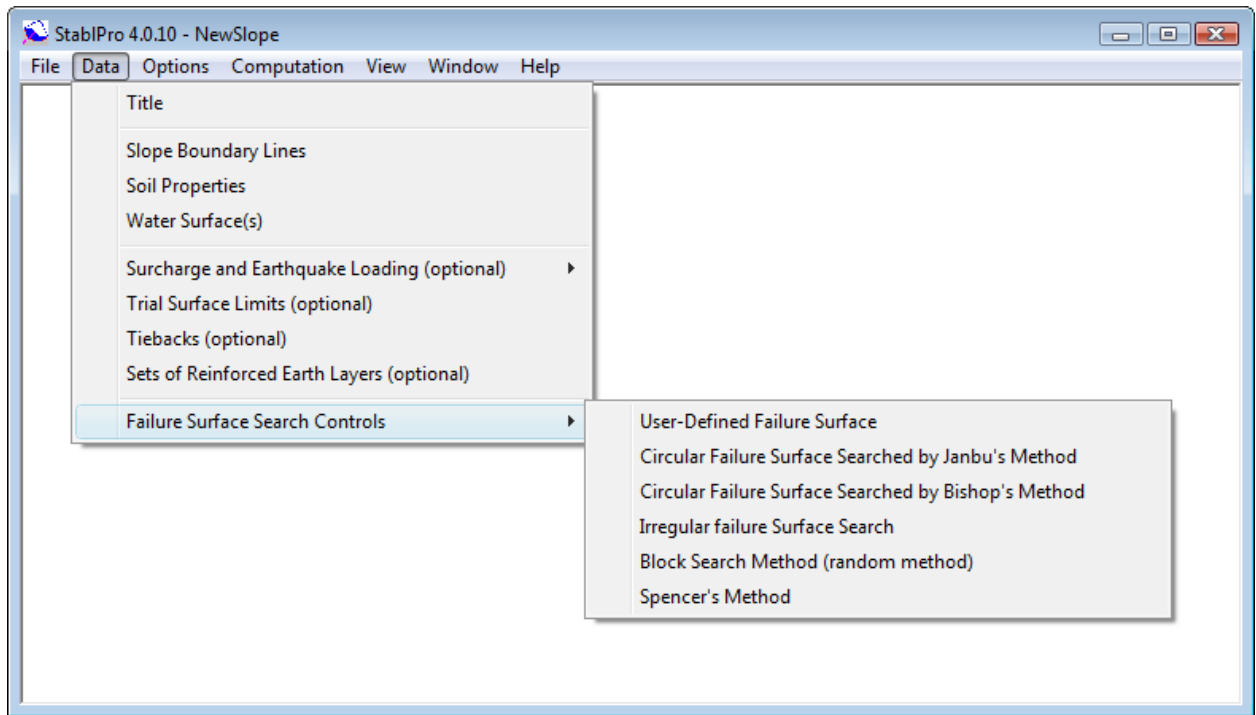 StablPro 4.0.10 - NewSlope
File Data Options Computation View Window Help
Title
Slope Boundary Lines
Soil Properties
Water Surface(s)
Surcharge and Earthquake Loading (optional)
Trial Surface Limits (optional)
Tiebacks (optional)
Sets of Reinforced Earth Layers (optional)
Failure Surface Search Controls
User-Defined Failure Surface
Circular Failure Surface Searched by Janbu's Method
Circular Failure Surface Searched by Bishop's Method
Irregular failure Surface Search
Block Search Method (random method)
Spencer's Method